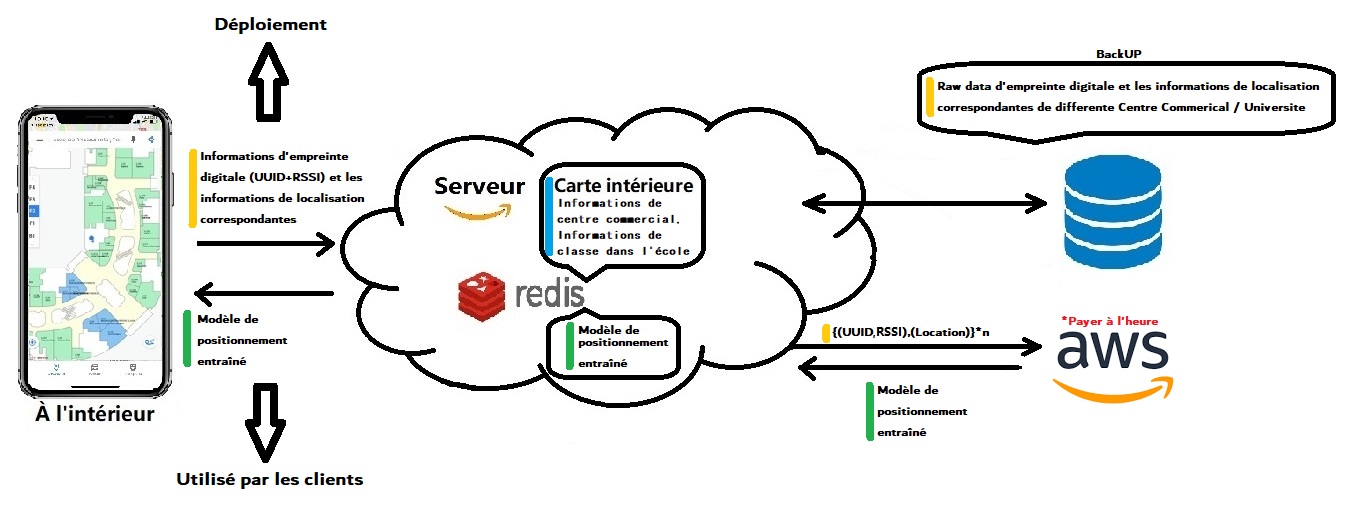 Déploiement
BackUP
Raw data d'empreinte digitale et les informations de localisation
correspondantes de differente Centre Commerical / Universite
Informations d'empreinte
digitale (UUID+RSSI) et les
informations de localisation
correspondantes
Serveur
Carte intérieure
Informations de
centre commercial.
Informations de
classe dans l'école
redis
Modèle de
positionnement
entraîné
Modèle de
positionnement
entraîné
*Payer à l'heure
{(UUID,RSSI),(Location)}*n
aws
Modèle de
positionnement
entraîné
À l'intérieur
Utilisé par les clients